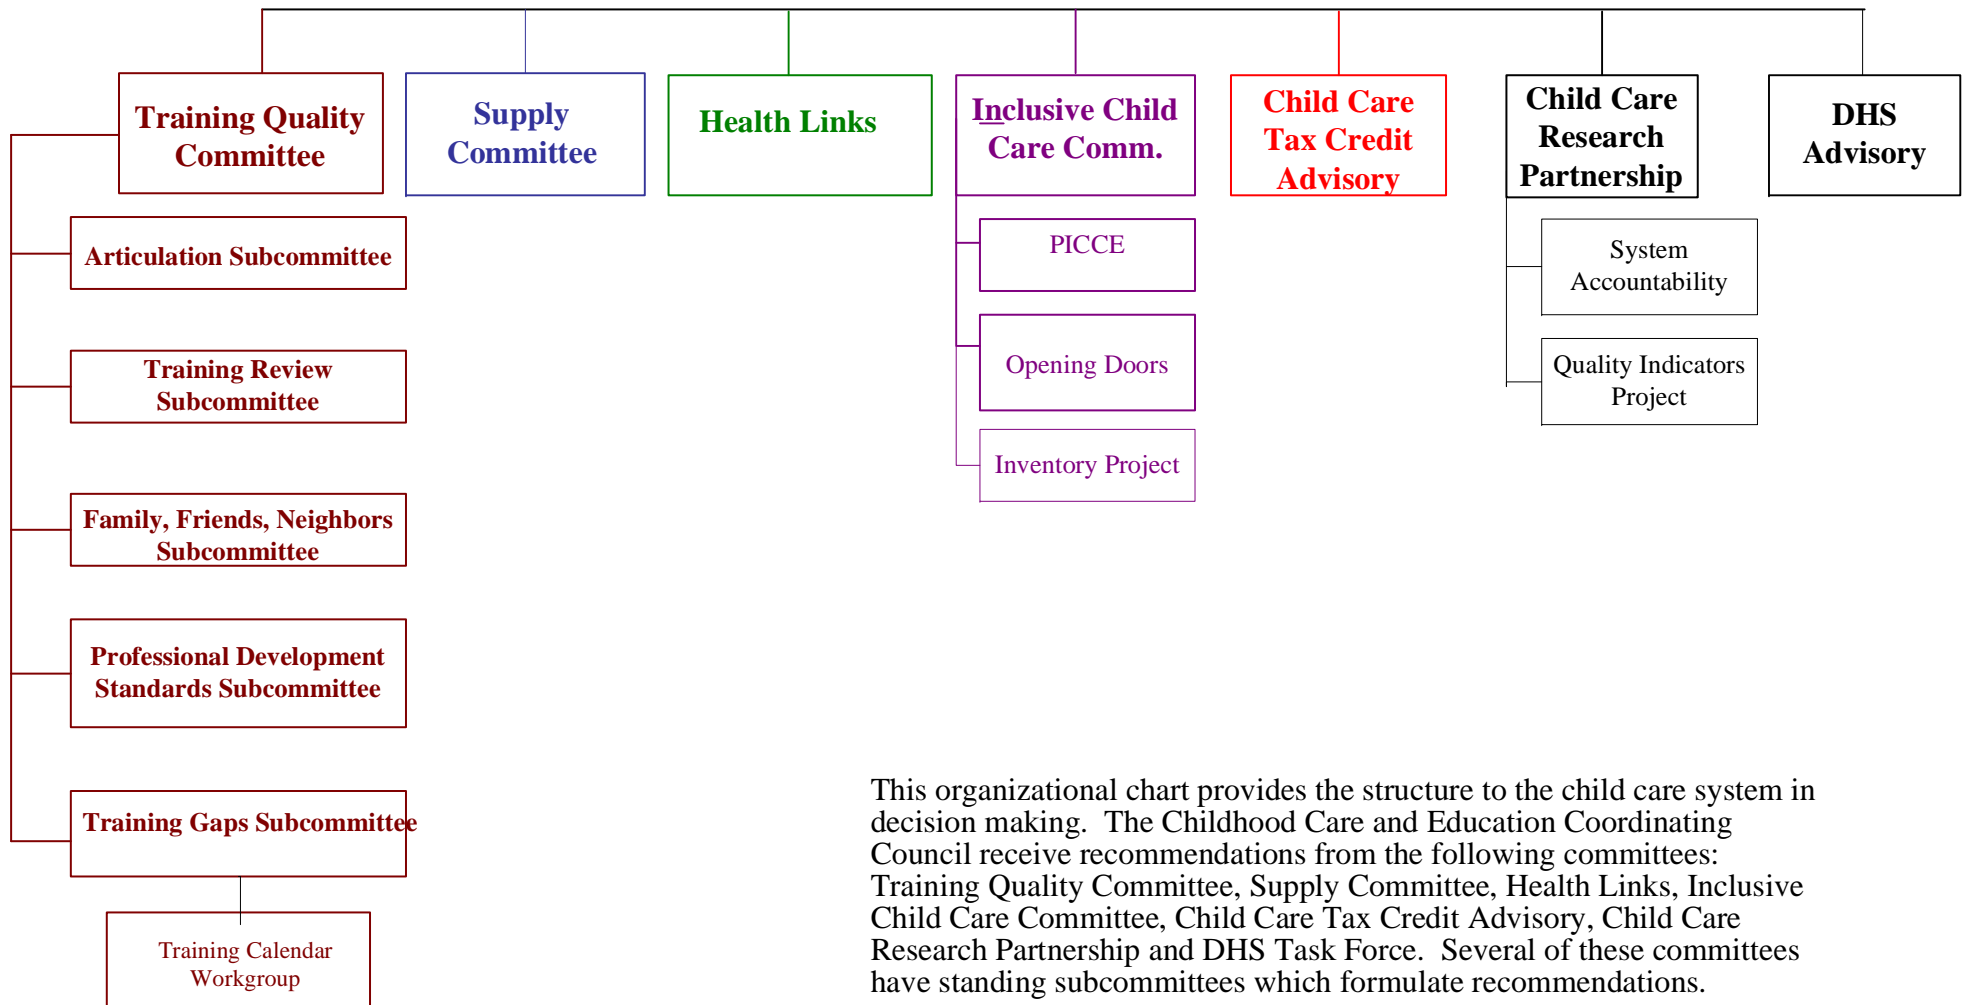 Training Quality
Committee
Supply
Committee
Health Links
Inclusive Child
Care Comm.
Child Care
Tax Credit
Advisory
Child Care
Research
Partnership
DHS
Advisory
Articulation Subcommittee
Training Review
Subcommittee
Family, Friends, Neighbors
Subcommittee
Professional Development
Standards Subcommittee
Training Gaps Subcommittee
Training Calendar
Workgroup
PICCE
Opening Doors
Inventory Project
System
Accountability
Quality Indicators
Project
This organizational chart provides the structure to the child care system in
decision making.  The Childhood Care and Education Coordinating
Council receive recommendations from the following committees:
Training Quality Committee, Supply Committee, Health Links, Inclusive
Child Care Committee, Child Care Tax Credit Advisory, Child Care
Research Partnership and DHS Task Force.  Several of these committees
have standing subcommittees which formulate recommendations.